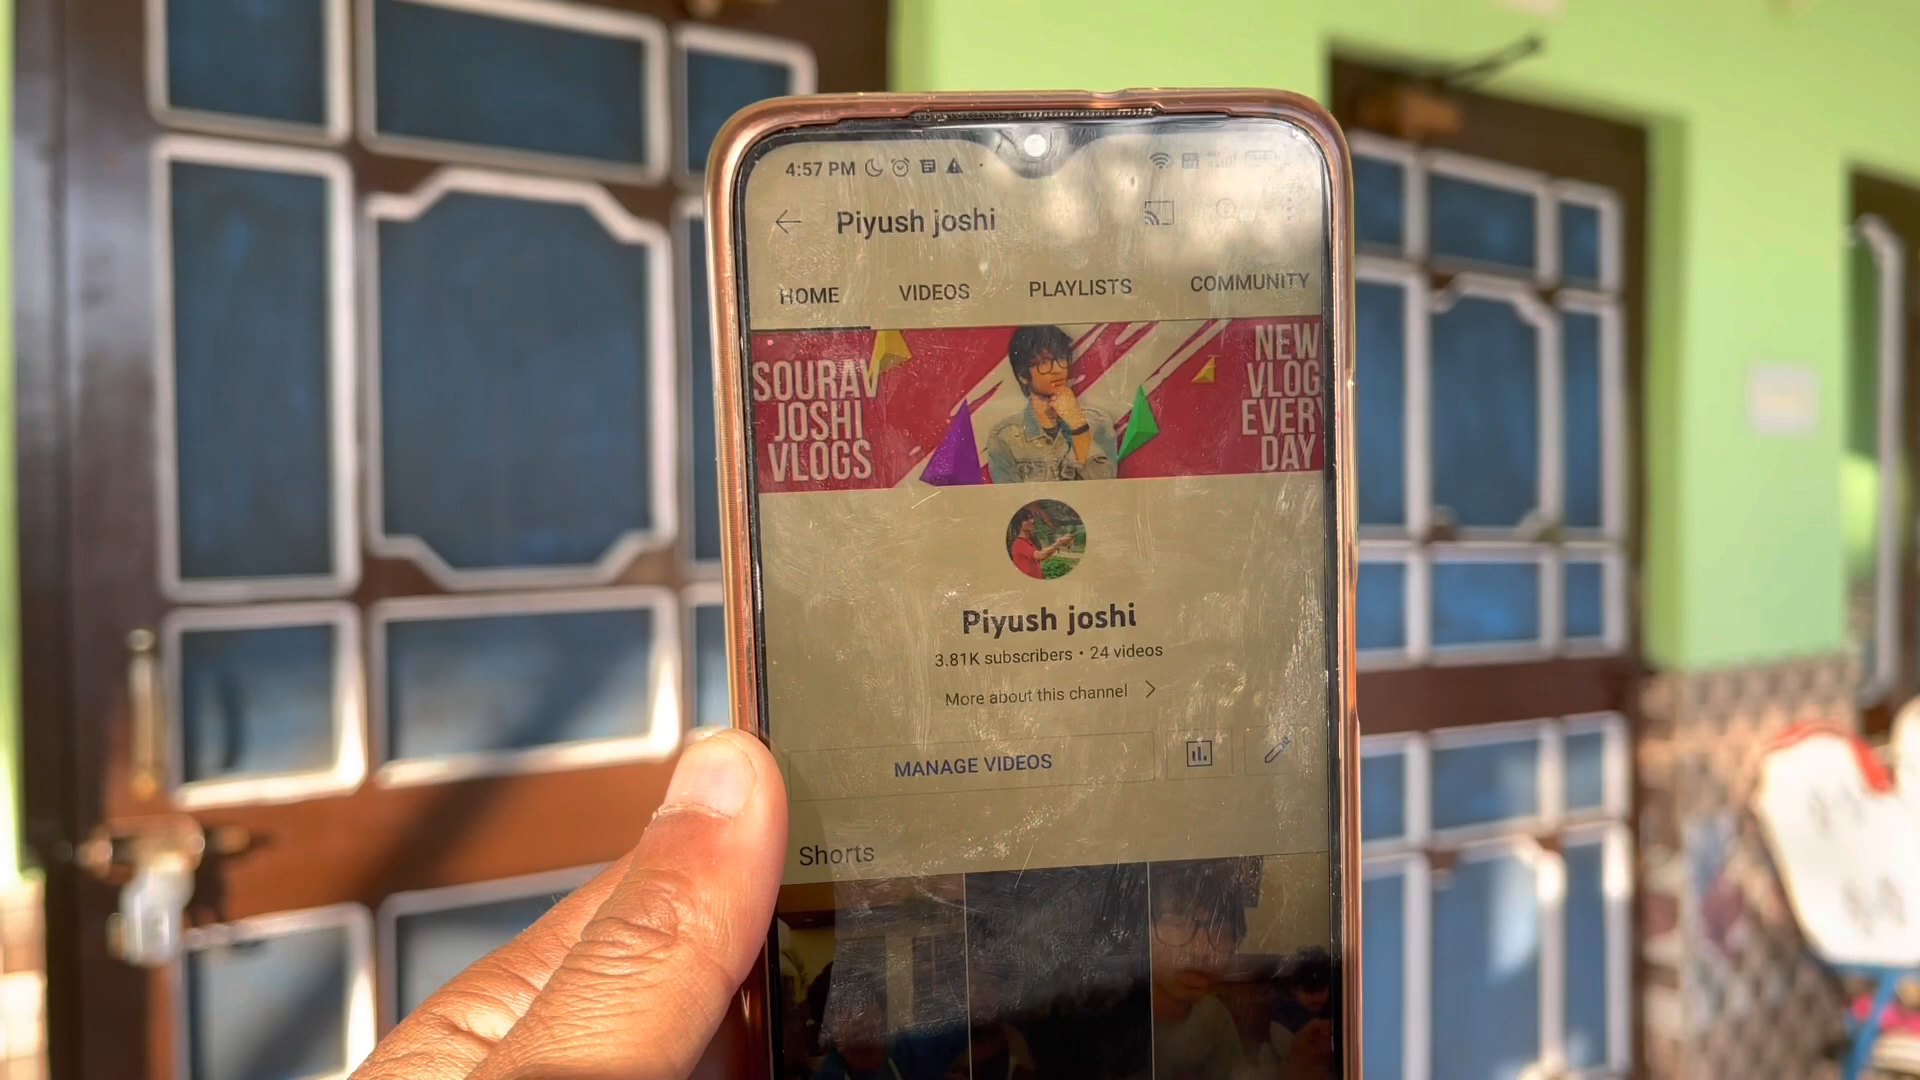 4:57 PM
Piyush joshi
HOME VIDEOS PLAYLISTS COMMUNITY
SOURAV
JOSHI
VLOGS
NEW
VLOG
EVERY
DAY
Piyush joshi
3.81K subscribers • 24 videos
More about this channel
MANAGE VIDEOS
Shorts